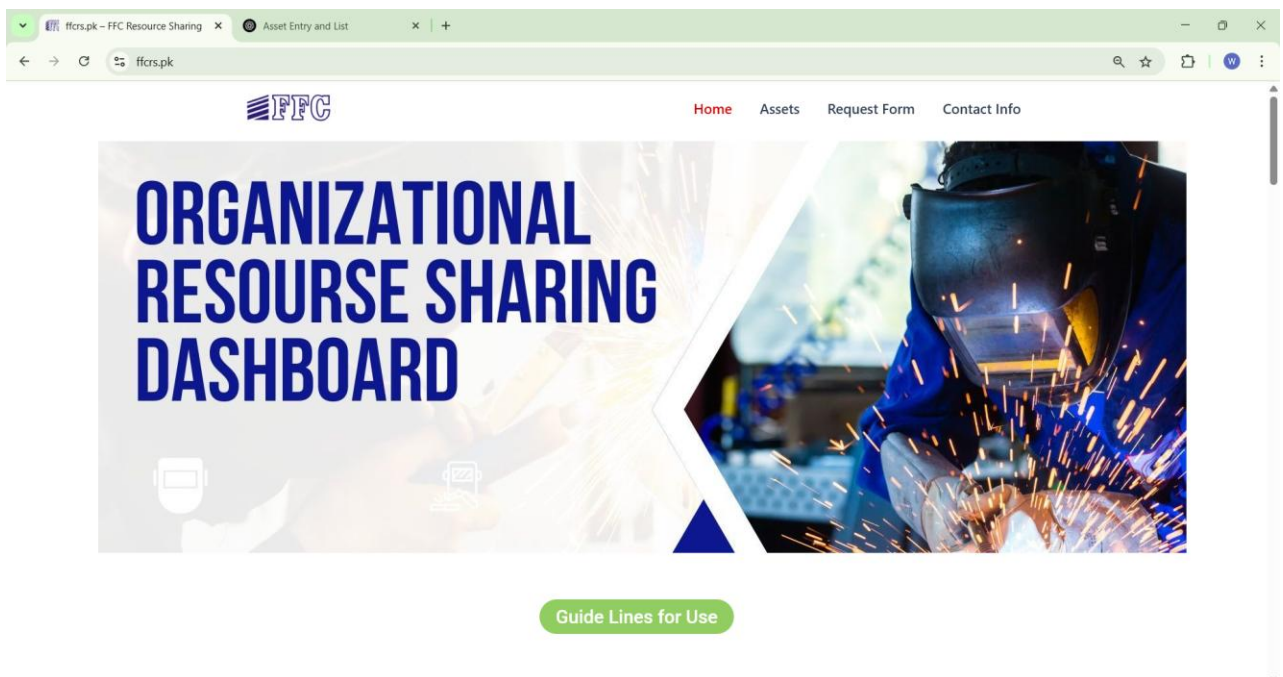 ffcrs.pk – FFC Resource Sharing
Asset Entry and List
ffcrs.pk
W
FFC
Home
Assets
Request Form
Contact Info
ORGANIZATIONAL
RESOURSE SHARING
DASHBOARD
Guide Lines for Use